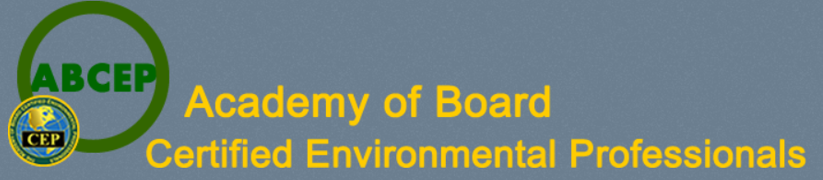 ABCEP
CEP
Academy of Board
Certified Environmental Professionals